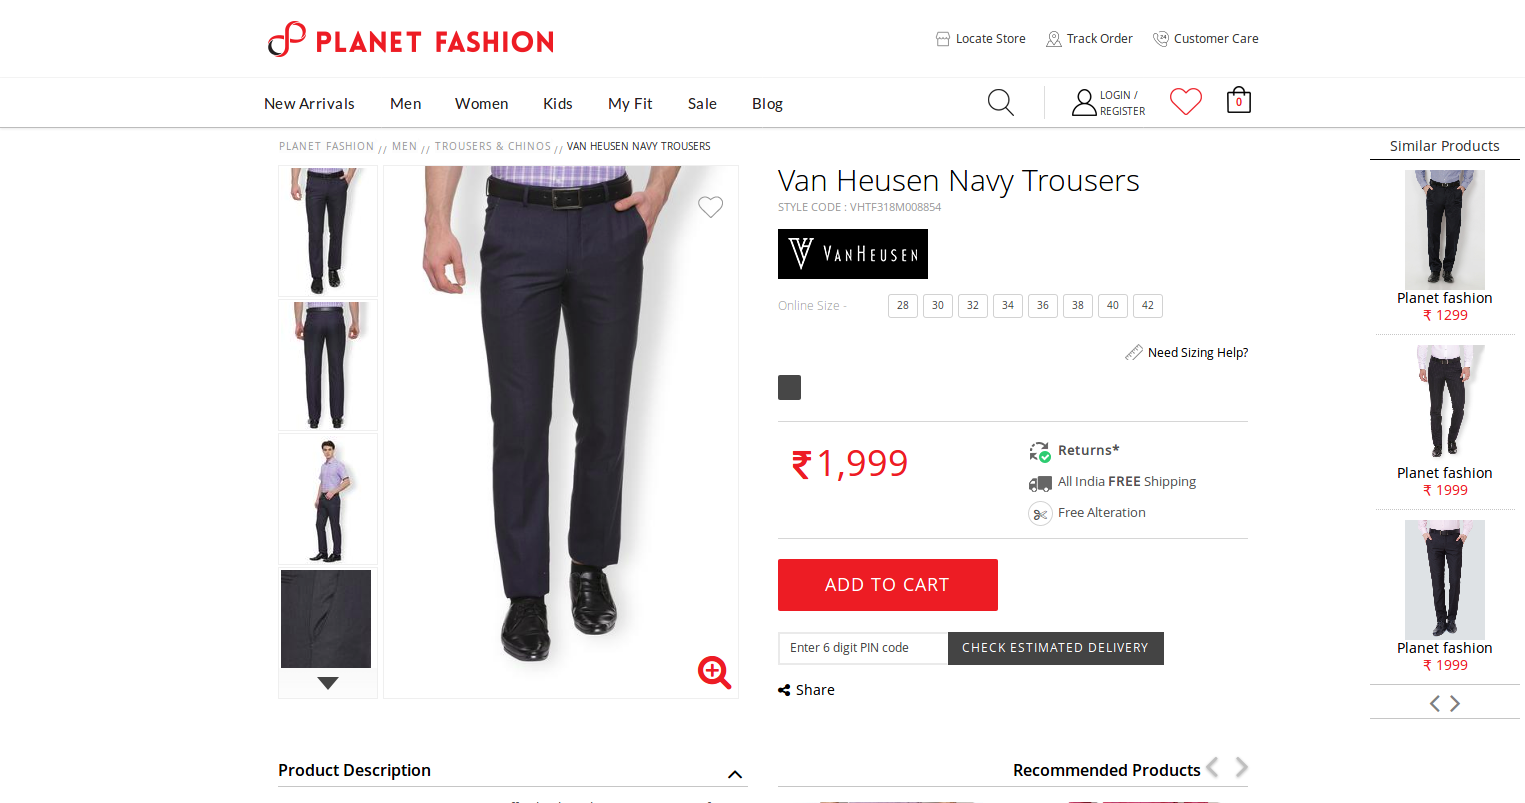 PLANET FASHION
Locate Store
Track Order
24
Customer Care
New Arrivals
Men
Women
Kids
My Fit
Sale
Blog
LOGIN /
REGISTER
0
PLANET FASHION // MEN // TROUSERS & CHINOS // VAN HEUSEN NAVY TROUSERS
Van Heusen Navy Trousers
STYLE CODE : VHTF318M008854
VANHEUSEN
Online Size -
28
30
32
34
36
38
40
42
Need Sizing Help?
₹1,999
Returns*
All India FREE Shipping
Free Alteration
ADD TO CART
Enter 6 digit PIN code
CHECK ESTIMATED DELIVERY
Share
Similar Products
Planet fashion
₹ 1299
Planet fashion
₹ 1999
Planet fashion
₹ 1999
Product Description
Recommended Products